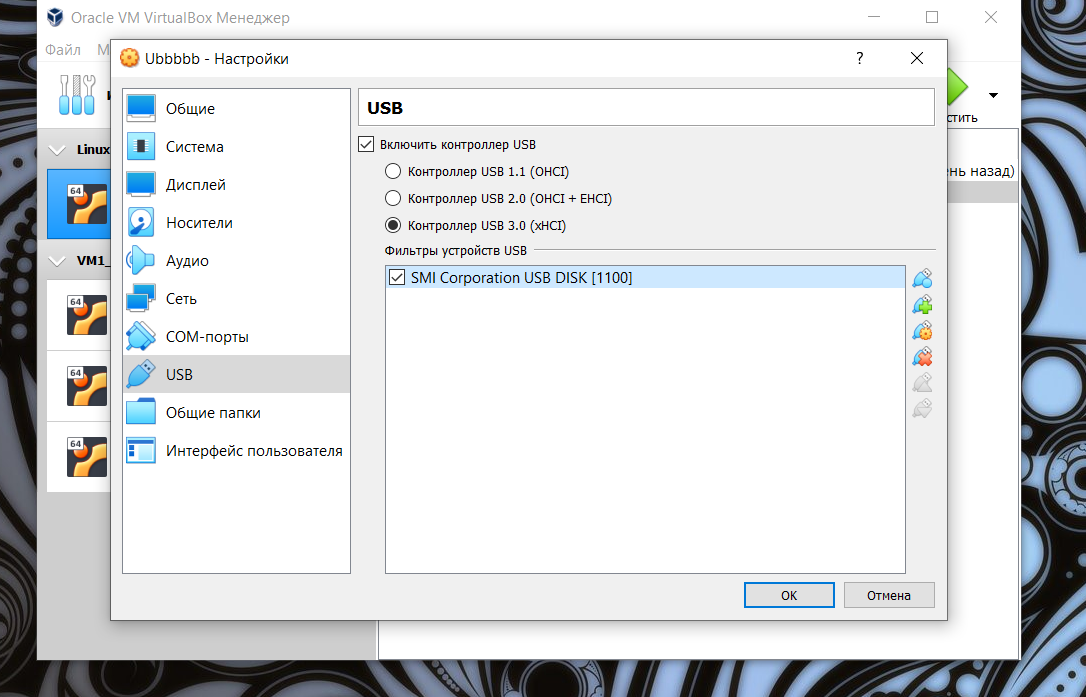 Oracle VM VirtualBox Менеджер
Файл М
Ubbbbb - Настройки
?
Общие
Система
Дисплей
Носители
Аудио
Сеть
COM-порты
USB
Общие папки
Интерфейс пользователя
USB
Включить контроллер USB
Контроллер USB 1.1 (OHCI)
Контроллер USB 2.0 (OHCI + EHCI)
Контроллер USB 3.0 (xHCI)
Фильтры устройств USB
SMI Corporation USB DISK [1100]
OK
Отмена
стить
Linux
64
нь назад)
VM1_
64
64
64